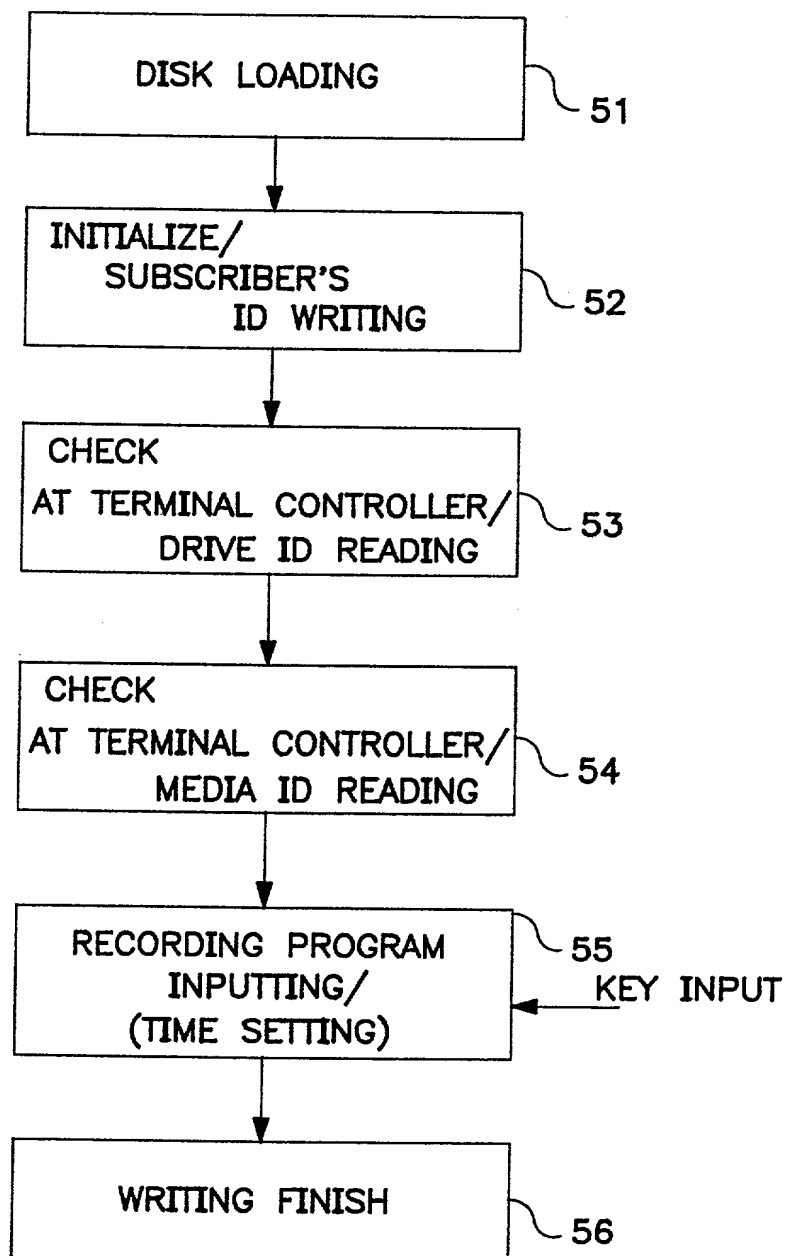 DISK LOADING
51
INITIALIZE/
SUBSCRIBER'S
ID WRITING
52
CHECK
AT TERMINAL CONTROLLER/
DRIVE ID READING
53
CHECK
AT TERMINAL CONTROLLER/
MEDIA ID READING
54
RECORDING PROGRAM
INPUTTING/
(TIME SETTING)
55
KEY INPUT
WRITING FINISH
56